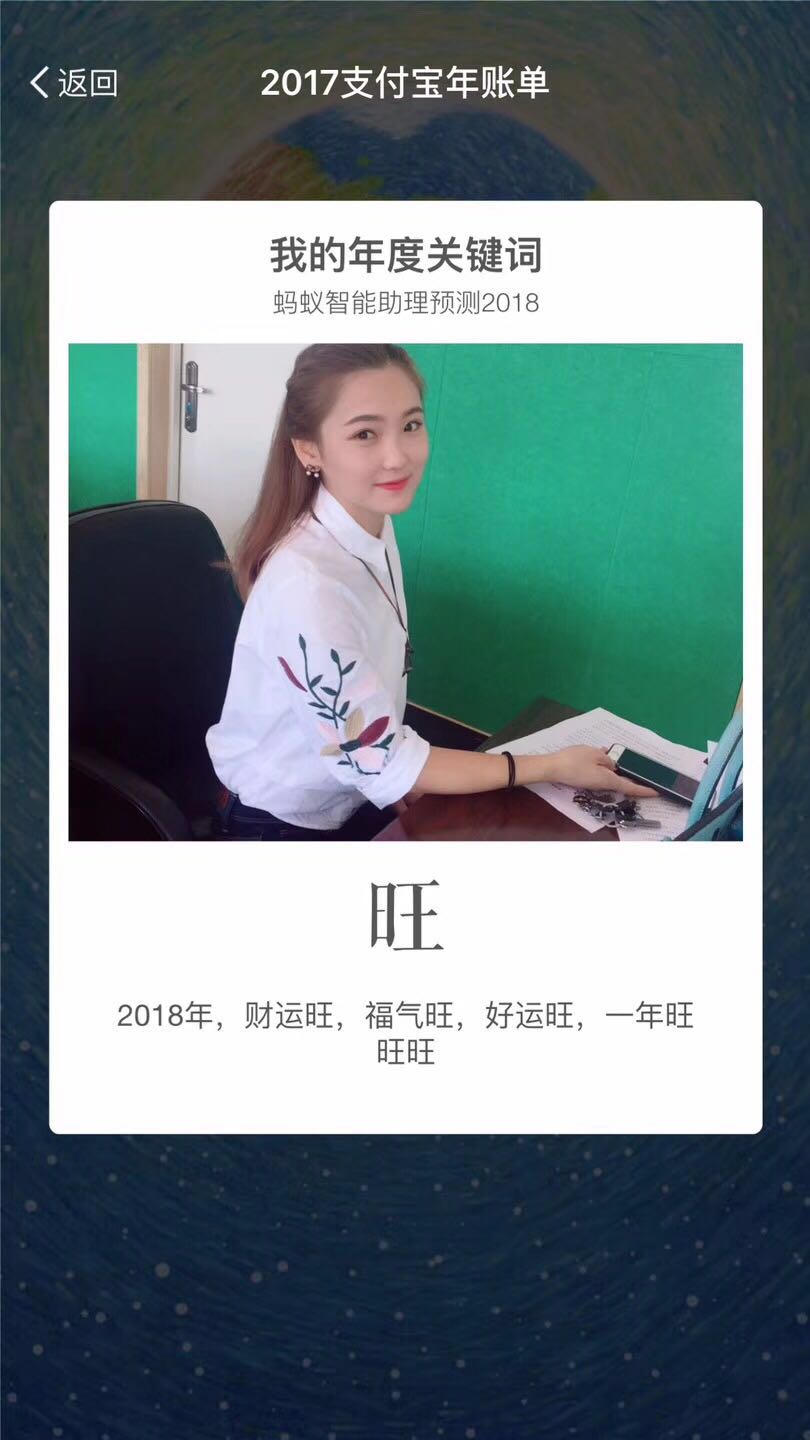 返回
2017支付宝年账单
我的年度关键词
蚂蚁智能助理预测2018
旺
2018年，财运旺，福气旺，好运旺，一年旺
旺旺